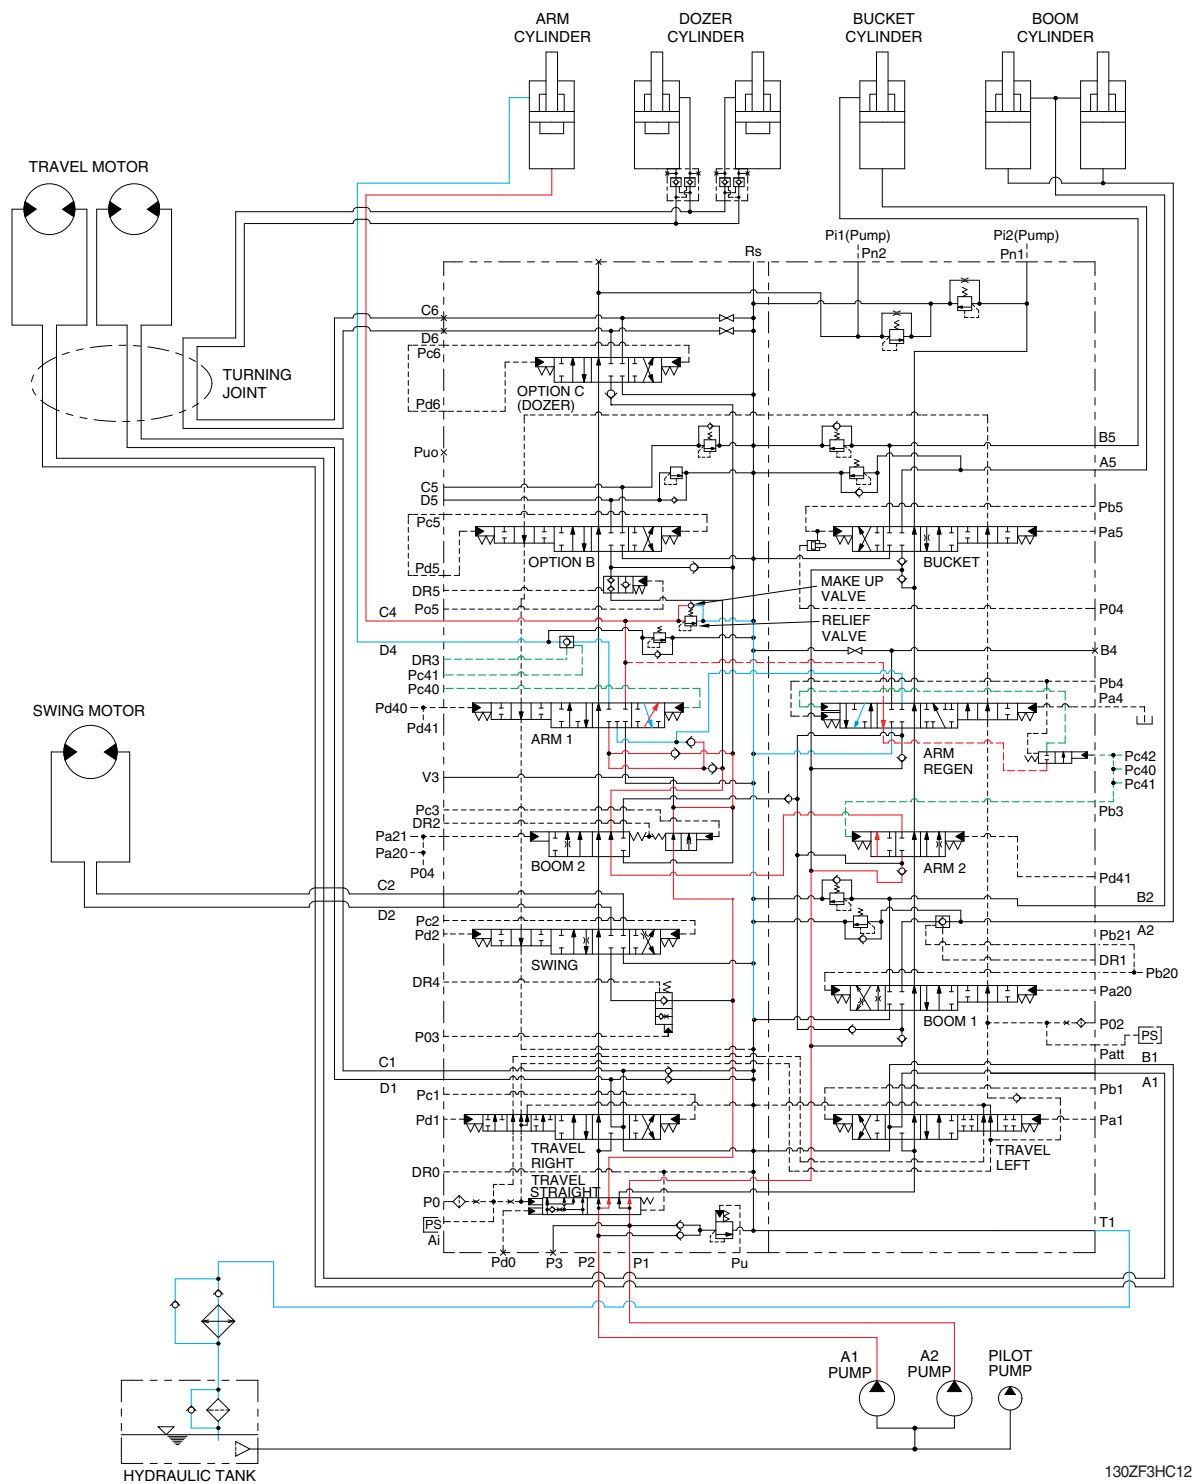 ARM
CYLINDER
DOZER
CYLINDER
BUCKET
CYLINDER
BOOM
CYLINDER
TRAVEL MOTOR
TURNING
JOINT
Pi1(Pump)
Pn2
Pi2(Pump)
Pn1
Rs
C6
D6
Pc6
Pd6
OPTION C
(DOZER)
Puo
C5
D5
Pc5
Pd5
OPTION B
DR5
Po5
C4
D4
DR3
Pc41
Pc40
Pd40
Pd41
ARM 1
MAKE UP
VALVE
RELIEF
VALVE
B5
A5
Pb5
Pa5
BUCKET
P04
B4
Pb4
Pa4
ARM
REGEN
Pc42
Pc40
Pc41
Pb3
SWING MOTOR
V3
Pc3
DR2
Pa21
Pa20
P04
BOOM 2
ARM 2
Pd41
C2
D2
Pc2
Pd2
SWING
DR4
P03
B2
A2
Pb21
DR1
Pb20
Pa20
BOOM 1
P02
PS
Patt
C1
D1
Pc1
Pd1
TRAVEL
RIGHT
B1
A1
Pb1
Pa1
TRAVEL
LEFT
DR0
TRAVEL
STRAIGHT
P0
PS
Ai
Pd0
P3
P2
P1
Pu
T1
A1
PUMP
A2
PUMP
PILOT
PUMP
HYDRAULIC TANK
130ZF3HC12